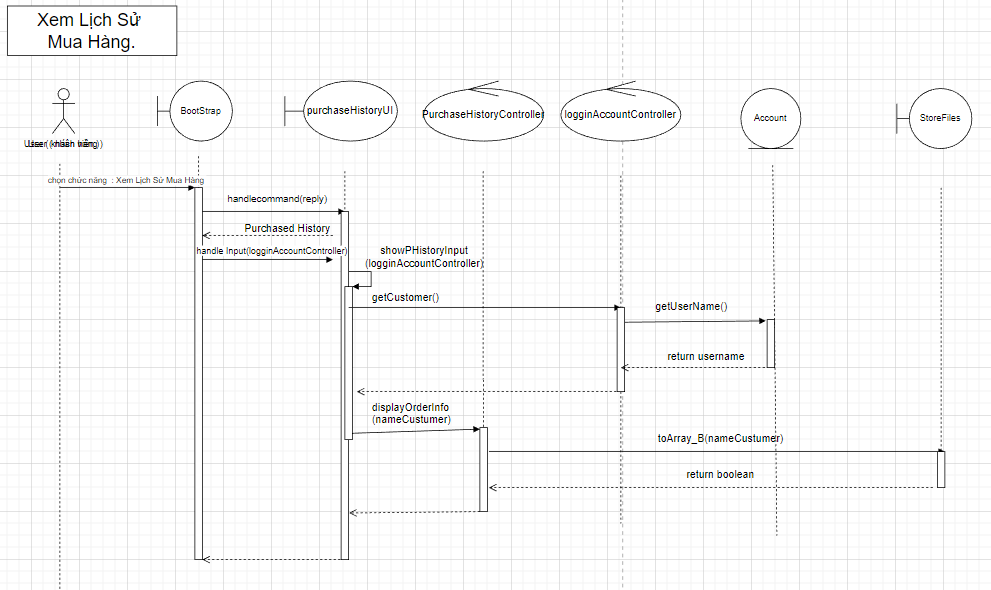 Xem Lịch Sử
Mua Hàng.
BootStrap
purchaseHistoryUI
PurchaseHistoryController
logginAccountController
Account
StoreFiles
User
chọn chức năng : Xem Lịch Sử Mua Hàng
handlecommand(reply)
Purchased History
handle Input(logginAccountController)
showPHistoryInput
(logginAccountController)
getCustomer()
getUserName()
return username
displayOrderInfo
(nameCustumer)
toArray_B(nameCustumer)
return boolean